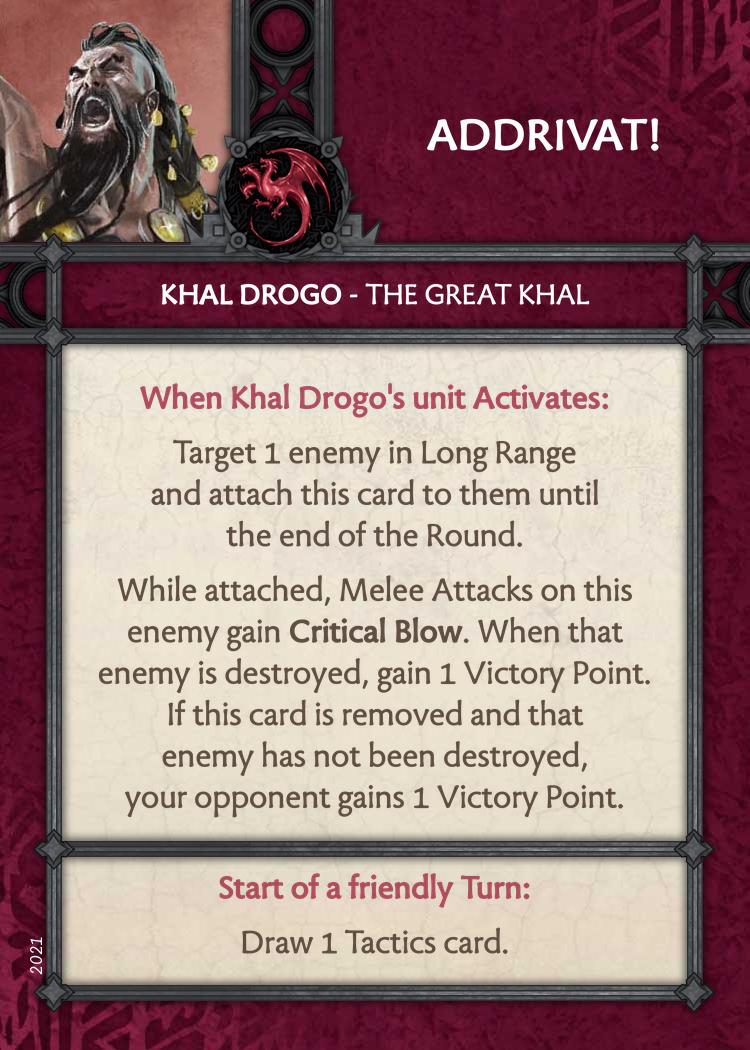 ADDRIVAT!
KHAL DROGO - THE GREAT KHAL
When Khal Drogo's unit Activates:
Target 1 enemy in Long Range
and attach this card to them until
the end of the Round.
While attached, Melee Attacks on this
enemy gain Critical Blow. When that
enemy is destroyed, gain 1 Victory Point.
If this card is removed and that
enemy has not been destroyed,
your opponent gains 1 Victory Point.
Start of a friendly Turn:
Draw 1 Tactics card.
2021